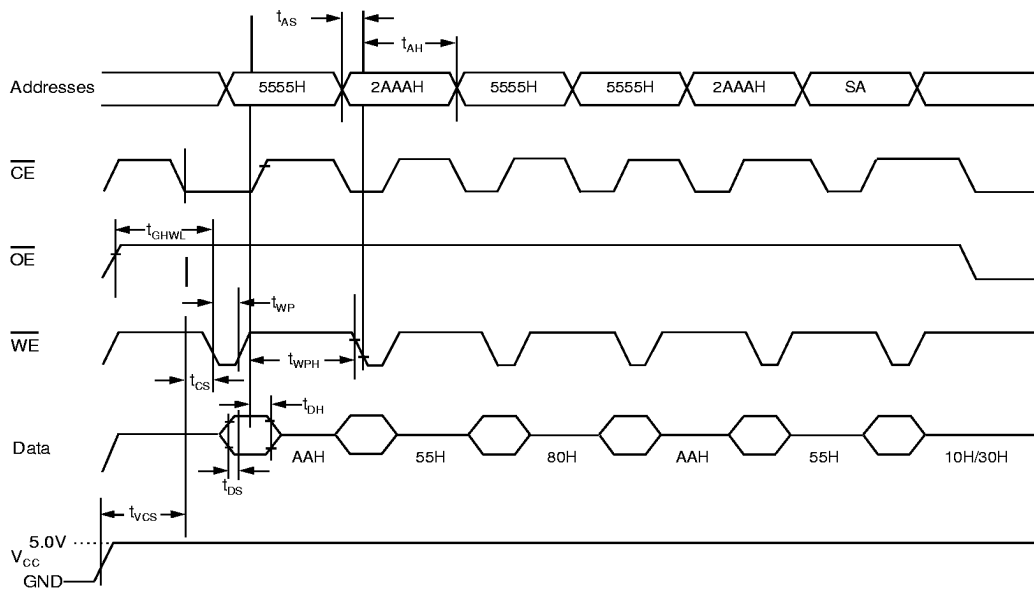 tAS
tAH
Addresses 5555H 2AAAH 5555H 5555H 2AAAH SA
CE
tGHWL
OE
tWP
WE
tWPH
tCS
tDH
Data AAH 55H 80H AAH 55H 10H/30H
tDS
tVCS
5.0V
VCC
GND